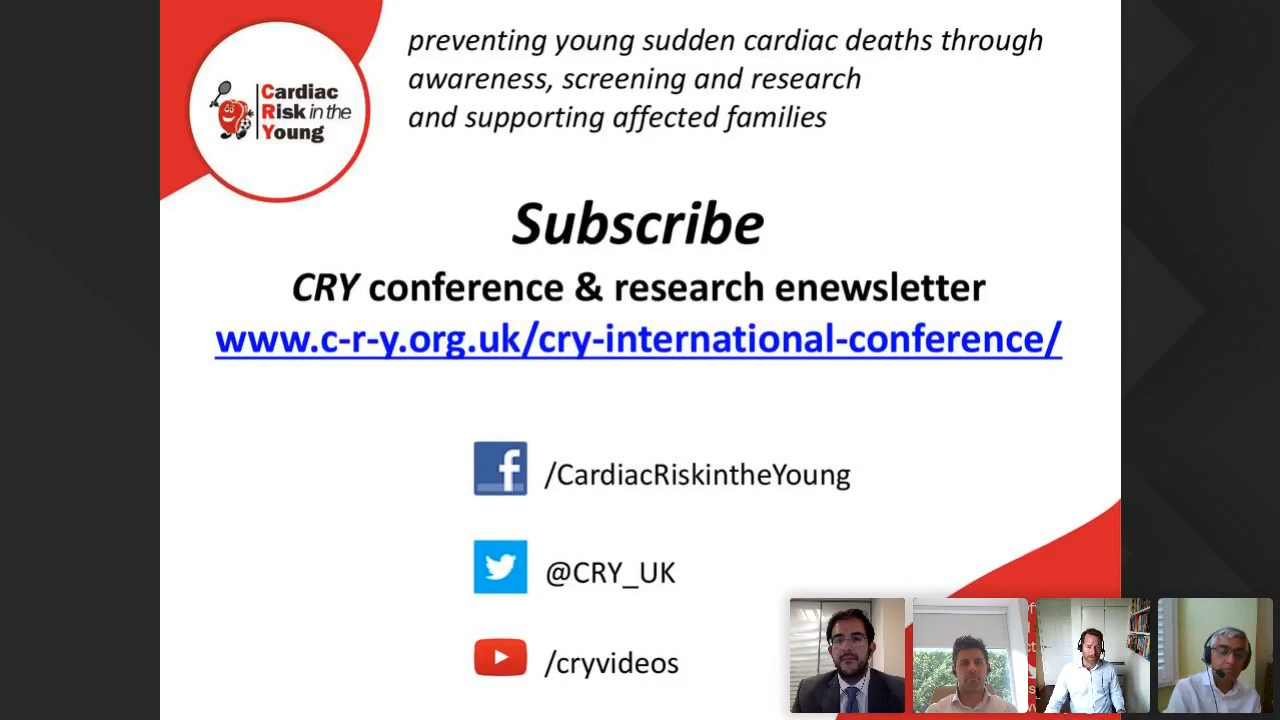 preventing young sudden cardiac deaths through
awareness, screening and research
and supporting affected families
Cardiac
Risk in the
Young
Subscribe
CRY conference & research enewsletter
www.c-r-y.org.uk/cry-international-conference/
/CardiacRiskintheYoung
@CRY_UK
/cryvideos